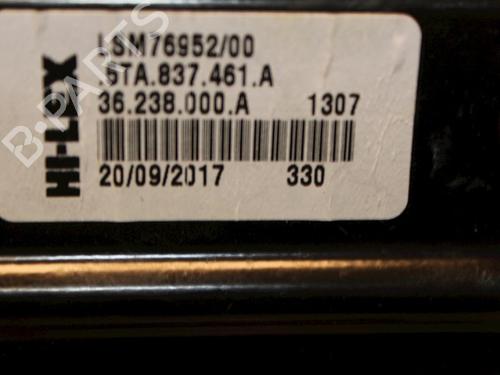 LSM76952/00
.5TA.837.461.A
36.238.000.A 1307
20/09/2017 330
HI-LEX
B-PARTS